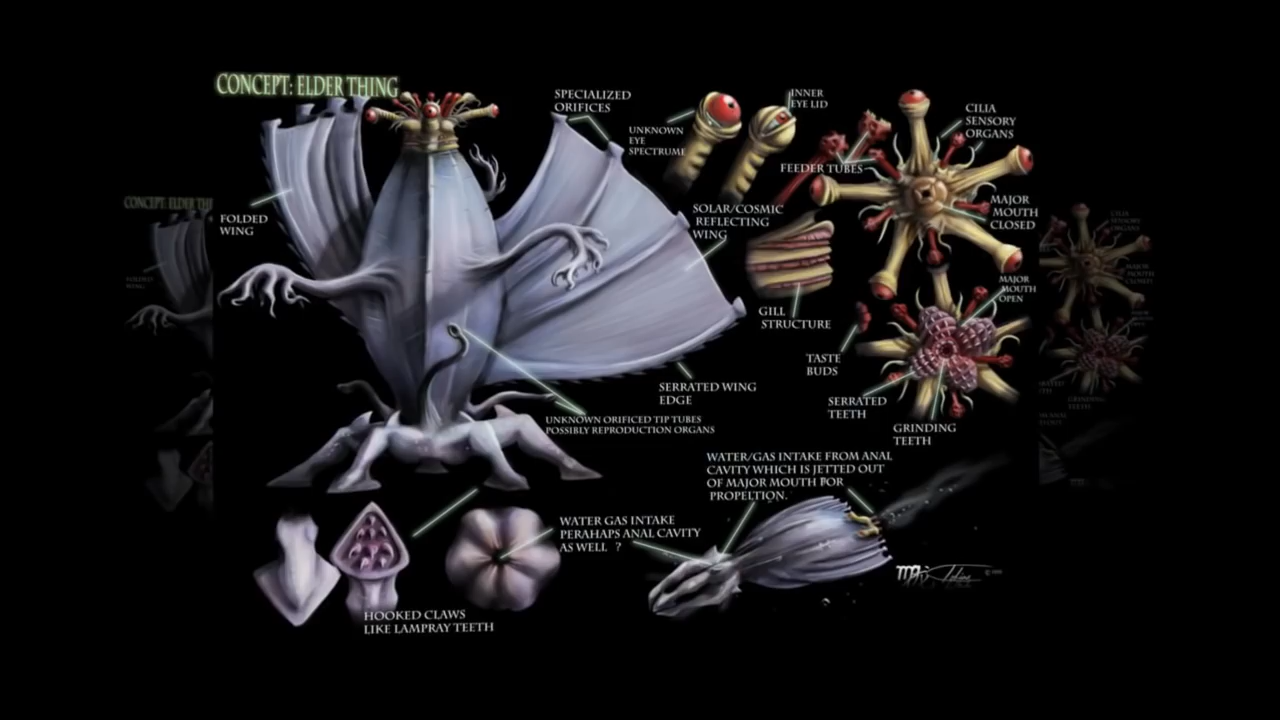 CONCEPT: ELDER THING
SPECIALIZED
ORIFICES
UNKNOWN
EYE
SPECTRUME
INNER
EYE LID
CILIA
SENSORY
ORGANS
FEEDER TUBES
FOLDED
WING
SOLAR/COSMIC
REFLECTING
WING
MAJOR
MOUTH
CLOSED
MAJOR
MOUTH
OPEN
GILL
STRUCTURE
TASTE
BUDS
SERRATED WING
EDGE
SERRATED
TEETH
UNKNOWN ORIFICED TIP TUBES
POSSIBLY REPRODUCTION ORGANS
GRINDING
TEETH
WATER/GAS INTAKE FROM ANAL
CAVITY WHICH IS JETTED OUT
OF MAJOR MOUTH FOR
PROPELTION.
WATER GAS INTAKE
PERAHAPS ANAL CAVITY
AS WELL ?
HOOKED CLAWS
LIKE LAMPRAY TEETH
CONCEPT: ELDER THI